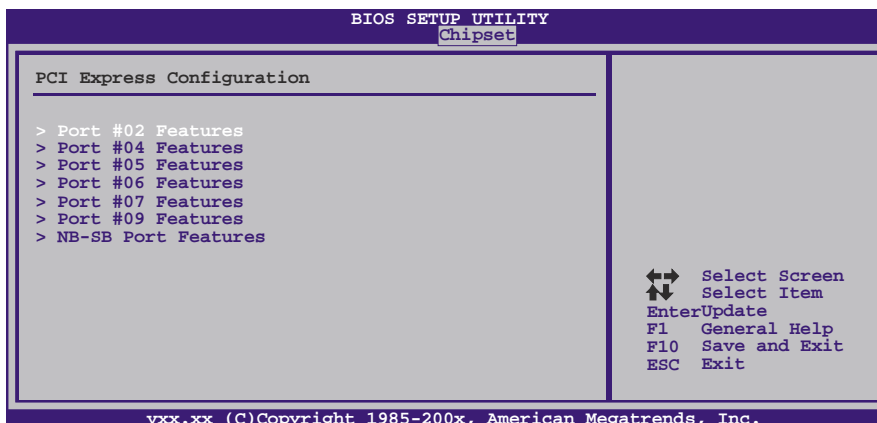 BIOS SETUP UTILITY
Chipset
PCI Express Configuration
> Port #02 Features
> Port #04 Features
> Port #05 Features
> Port #06 Features
> Port #07 Features
> Port #09 Features
> NB-SB Port Features
Select Screen
Select Item
EnterUpdate
F1 General Help
F10 Save and Exit
ESC Exit
vxx.xx (C)Copyright 1985-200x, American Megatrends, Inc.